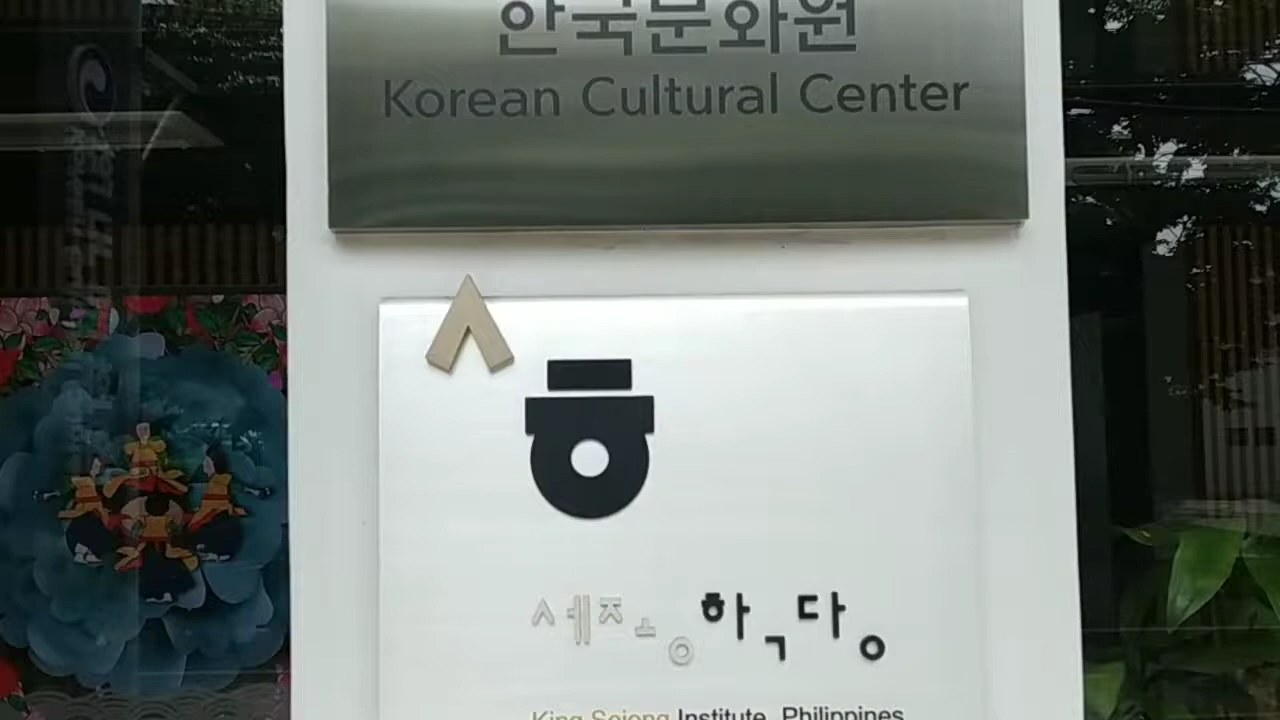 한국문화원
Korean Cultural Center
세종학당
King Sejong Institute, Philippines